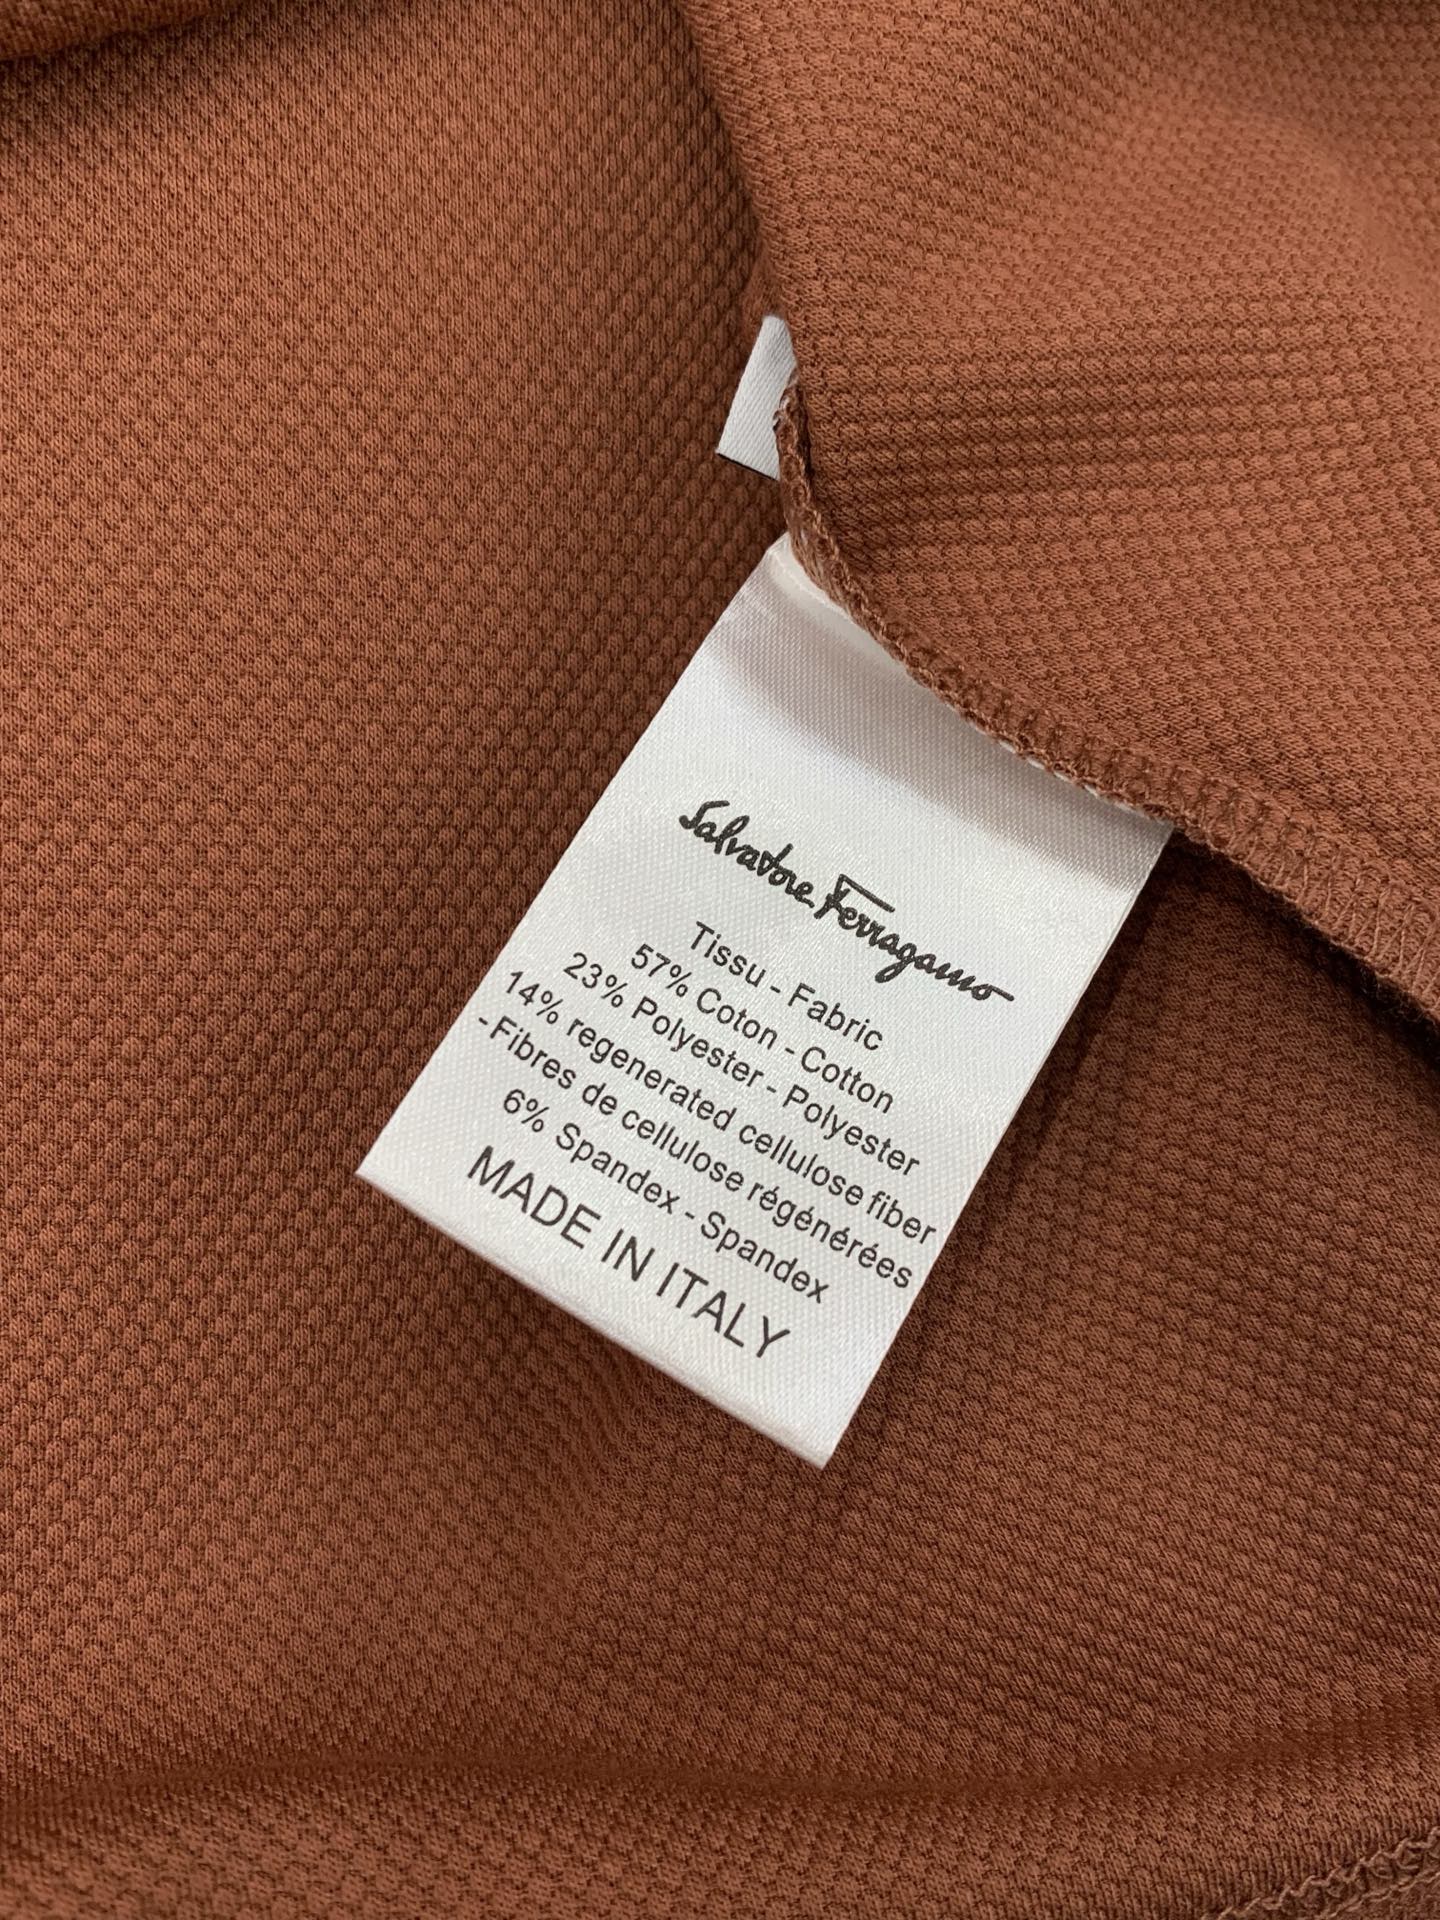 Salvatore Ferragamo
Tissu - Fabric
57% Coton - Cotton
23% Polyester - Polyester
14% regenerated cellulose fiber
- Fibres de cellulose régénérées
6% Spandex - Spandex
MADE IN ITALY